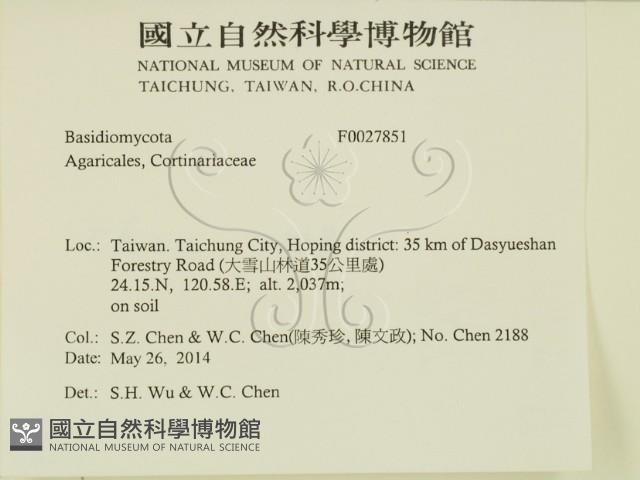 國立自然科學博物館
NATIONAL MUSEUM OF NATURAL SCIENCE
TAICHUNG, TAIWAN, R.O.CHINA
Basidiomycota F0027851
Agaricales, Cortinariaceae
Loc.: Taiwan. Taichung City, Hoping district: 35 km of Dasyueshan
Forestry Road (大雪山林道35公里處)
24.15.N, 120.58.E; alt. 2,037m;
on soil
Col.: S.Z. Chen & W.C. Chen(陳秀珍, 陳文政); No. Chen 2188
Date: May 26, 2014
Det.: S.H. Wu & W.C. Chen
國立自然科學博物館
NATIONAL MUSEUM OF NATURAL SCIENCE